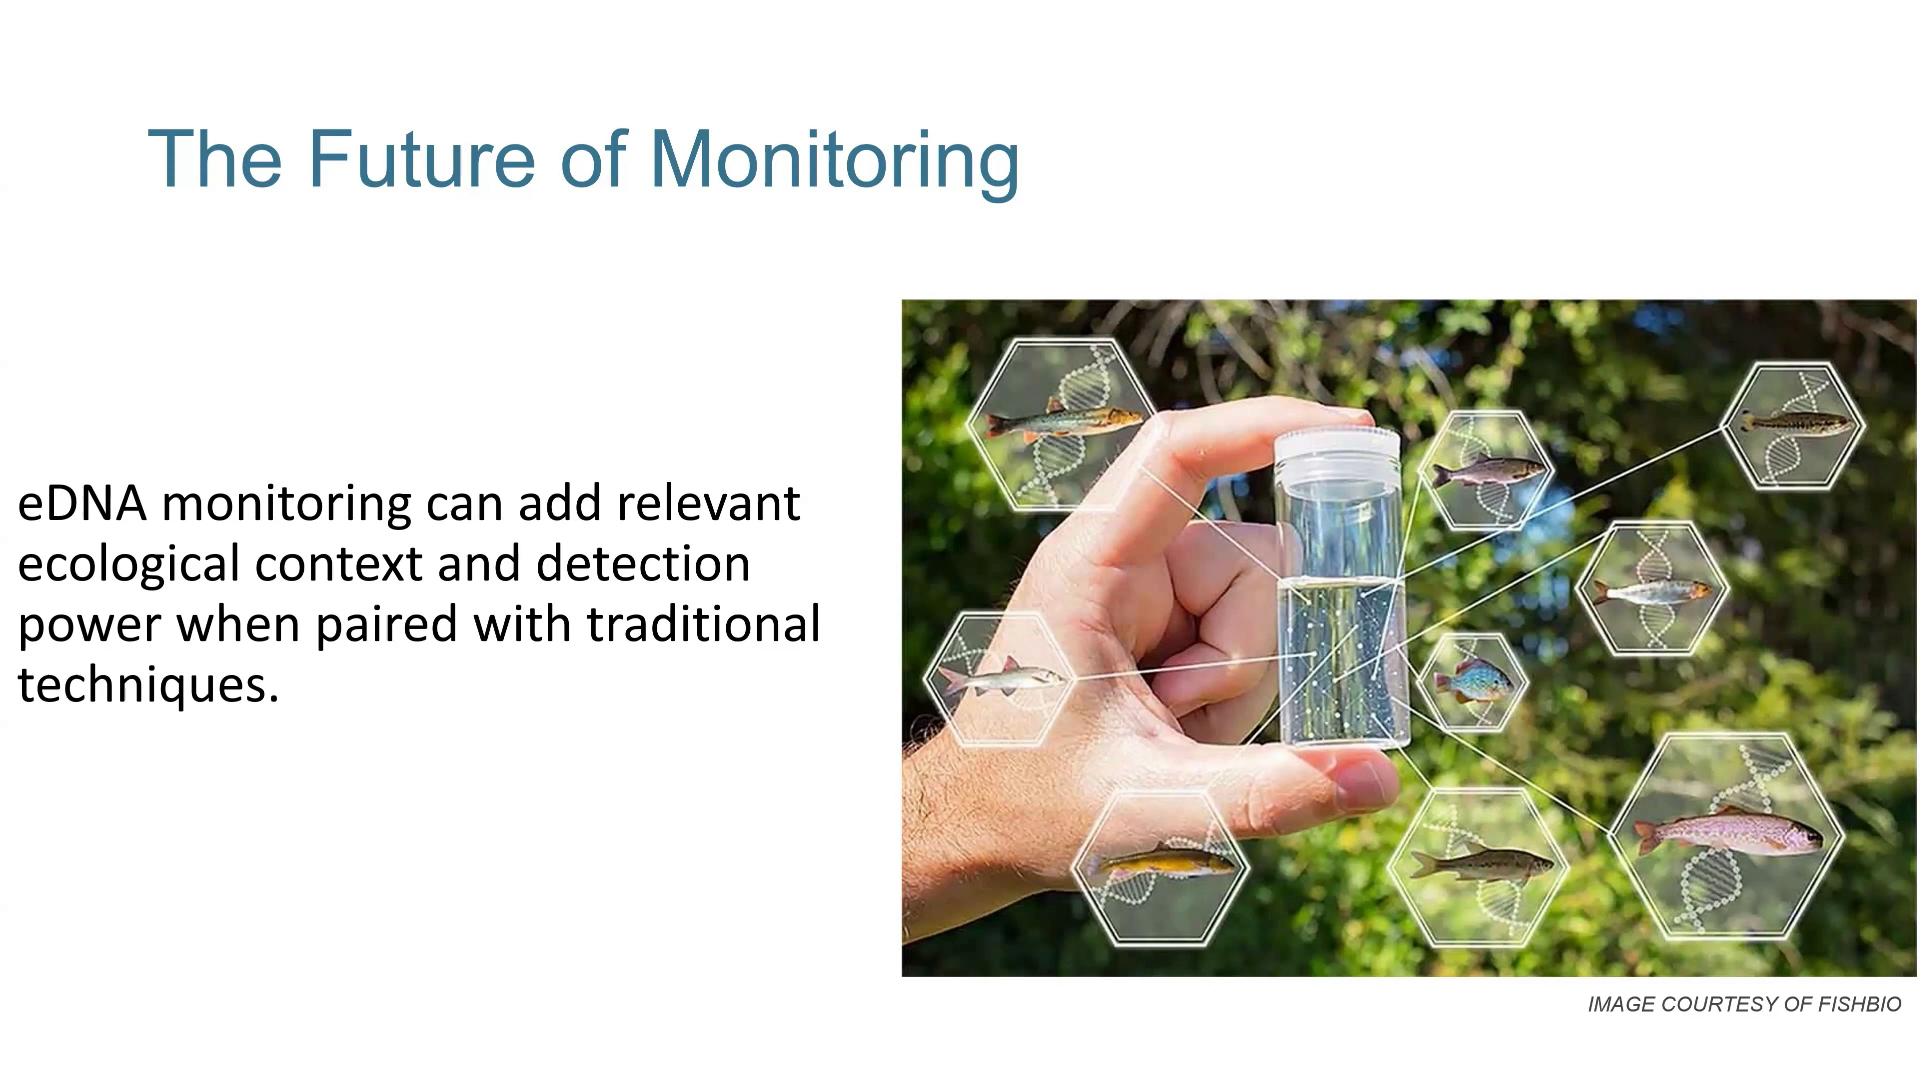 The Future of Monitoring
eDNA monitoring can add relevant
ecological context and detection
power when paired with traditional
techniques.
IMAGE COURTESY OF FISHBIO